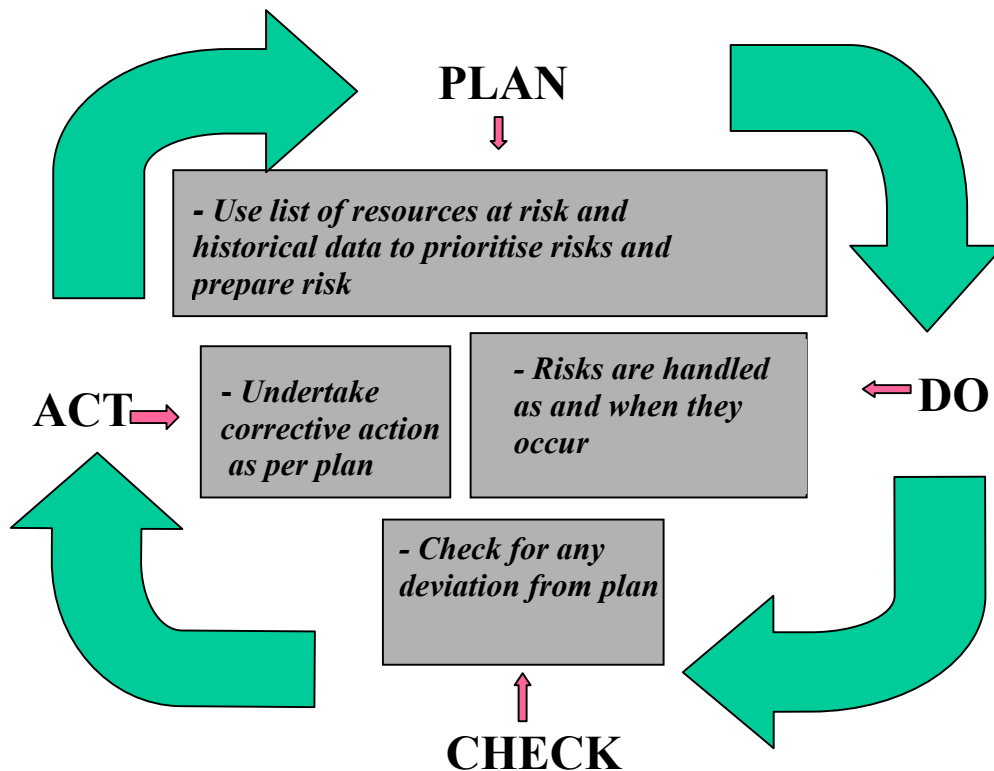 PLAN
- Use list of resources at risk and
historical data to prioritise risks and
prepare risk
ACT
- Undertake
corrective action
as per plan
- Risks are handled
as and when they
occur
DO
- Check for any
deviation from plan
CHECK